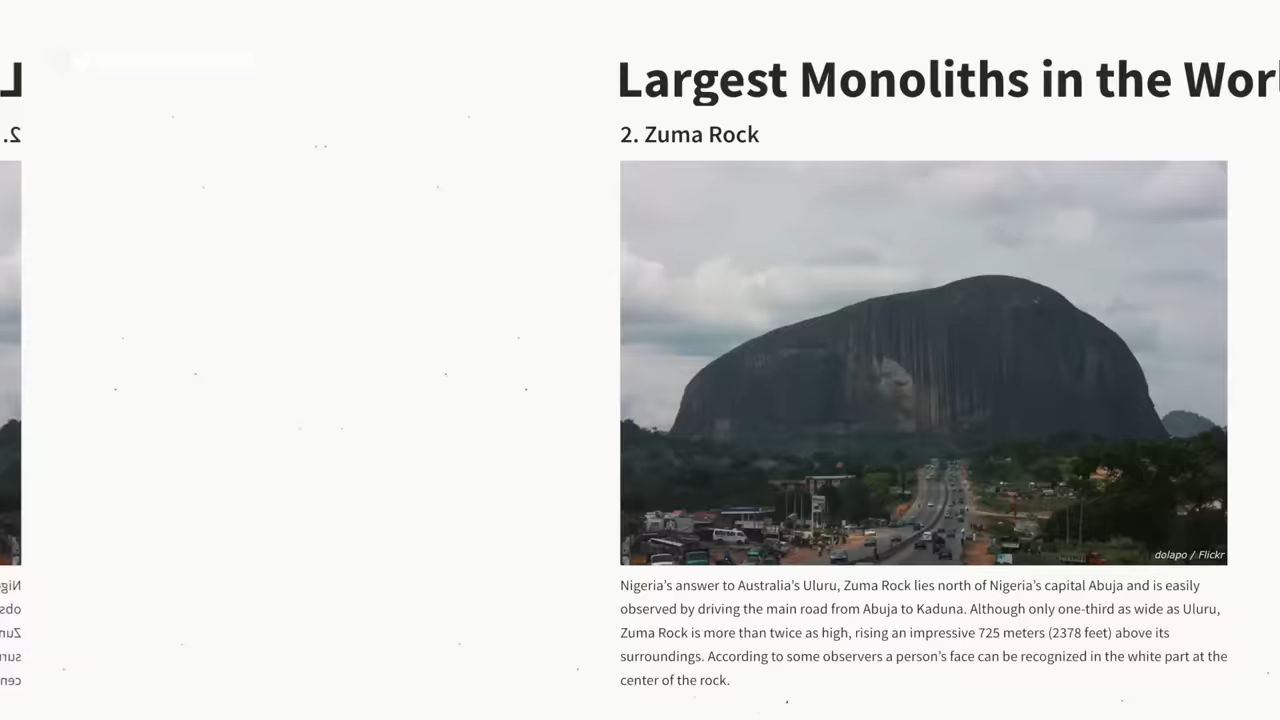 Largest Monoliths in the Worl
2. Zuma Rock
dolapo / Flickr
Nigeria’s answer to Australia’s Uluru, Zuma Rock lies north of Nigeria’s capital Abuja and is easily
observed by driving the main road from Abuja to Kaduna. Although only one-third as wide as Uluru,
Zuma Rock is more than twice as high, rising an impressive 725 meters (2378 feet) above its
surroundings. According to some observers a person’s face can be recognized in the white part at the
center of the rock.